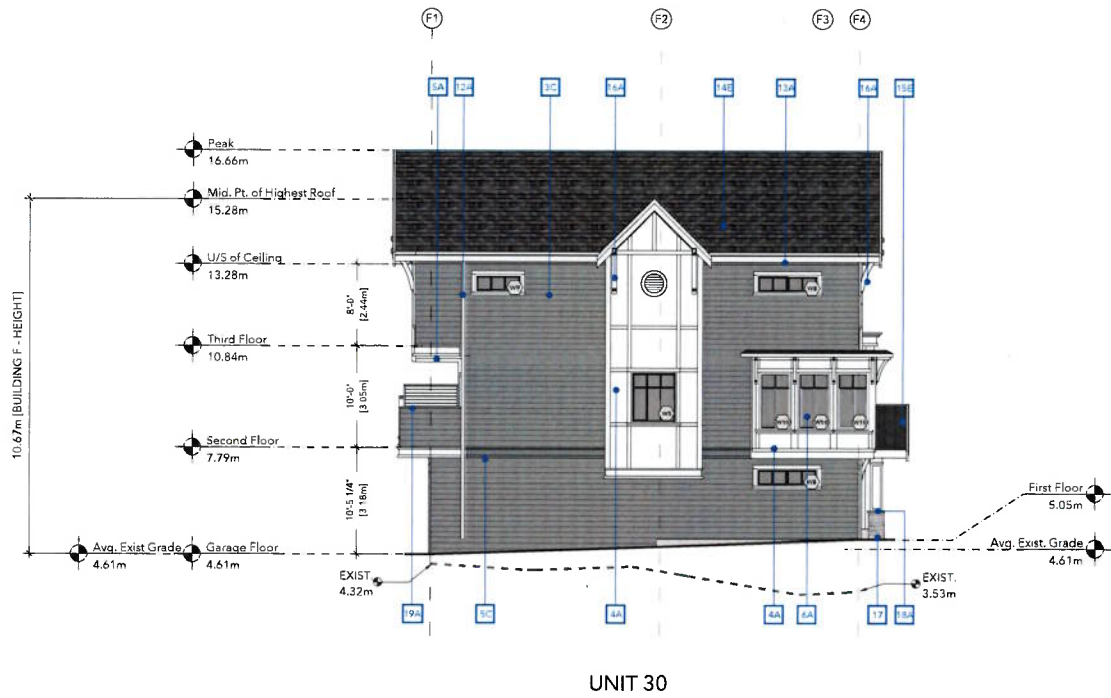 F1 F2 F3 F4
5A 12A 3C 16A 14E 13A 16A 15E
Peak
16.66m
Mid. Pt. of Highest Roof
15.28m
U/S of Ceiling
13.28m
8'-0"
[2.44m]
Third Floor
10.84m
10'-0"
[3.05m]
Second Floor
7.79m
10'-5 1/4"
[3.18m]
10.67m [BUILDING F - HEIGHT]
W8
W5
First Floor
5.05m
Avg. Exist Grade
4.61m
Garage Floor
4.61m
Avg. Exist. Grade
4.61m
EXIST
4.32m
EXIST.
3.53m
19A 5C 4A 4A 6A 17 18A
UNIT 30